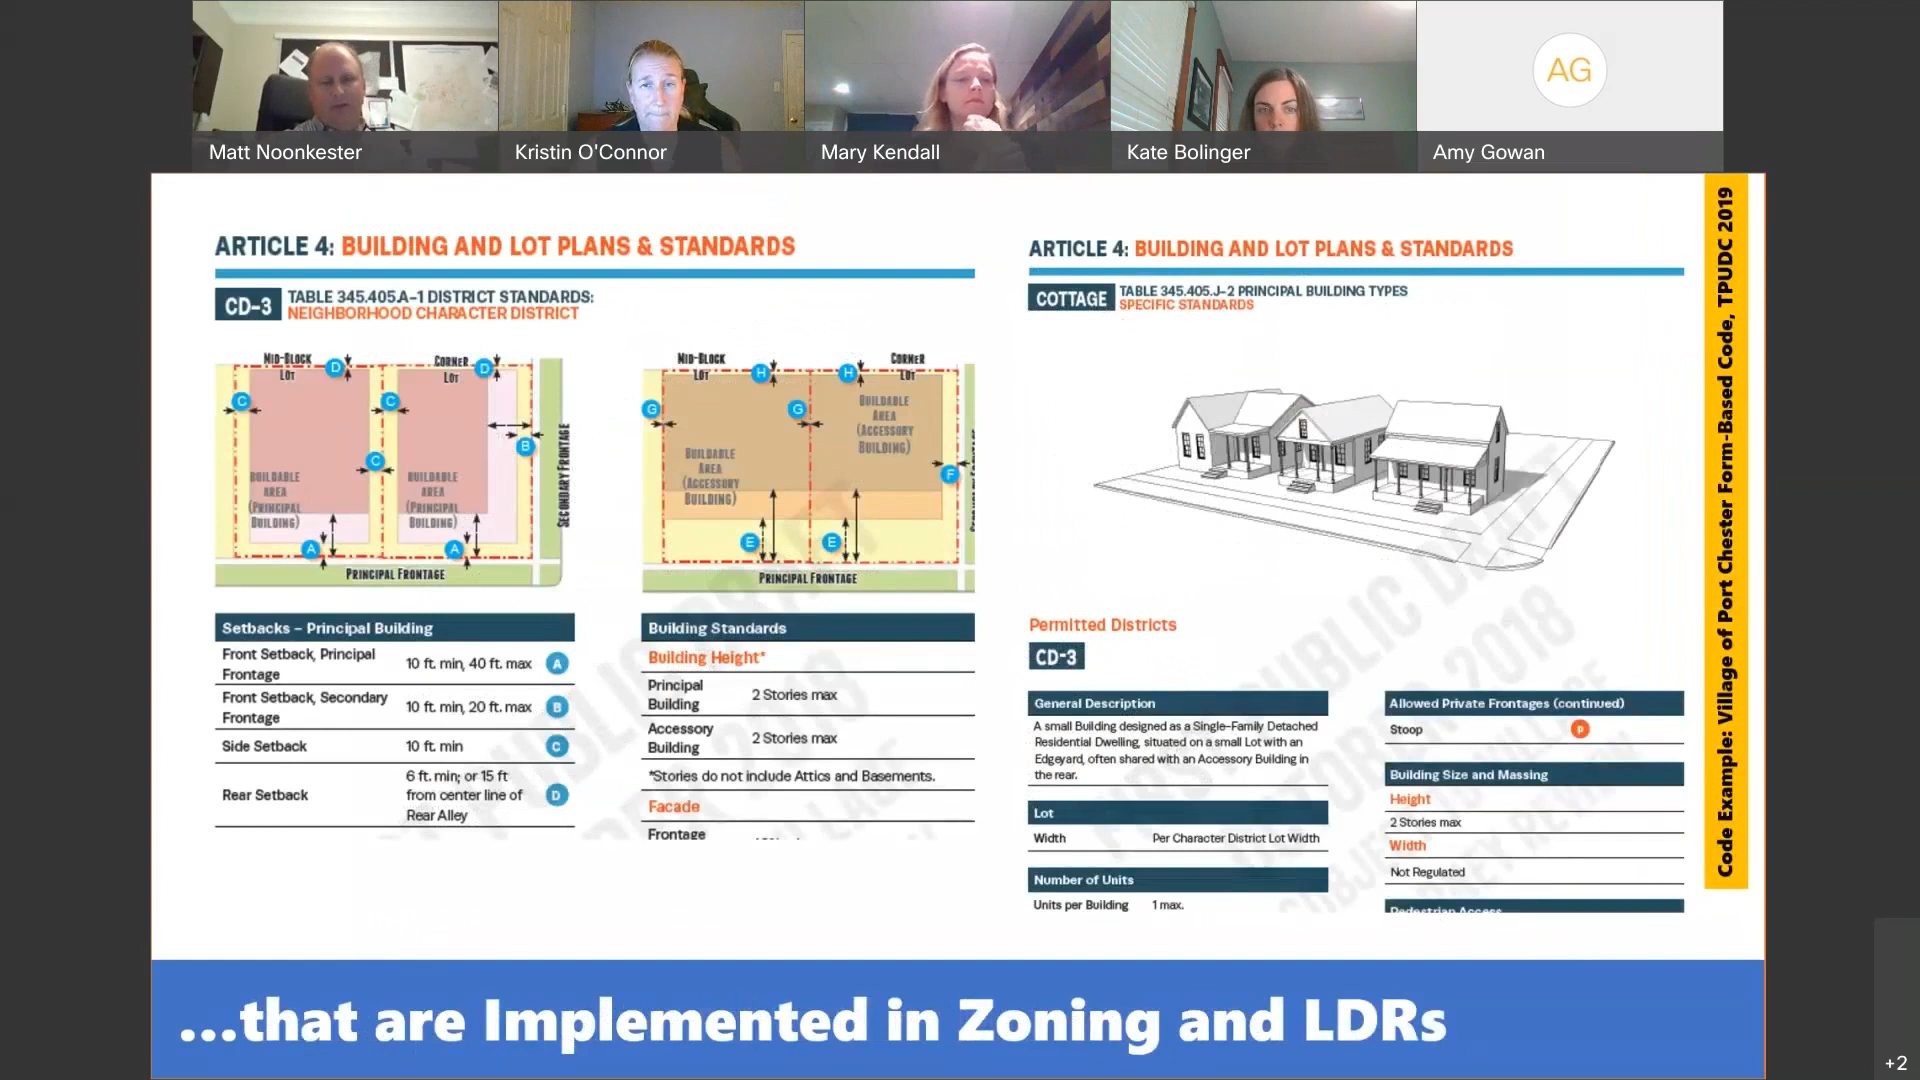 AG
Matt Noonkester
Kristin O'Connor
Mary Kendall
Kate Bolinger
Amy Gowan
ARTICLE 4: BUILDING AND LOT PLANS & STANDARDS
CD-3
TABLE 345.405.A-1 DISTRICT STANDARDS:
NEIGHBORHOOD CHARACTER DISTRICT
MID-BLOCK
LOT
D
CORNER
LOT
D
C
C
B
C
BUILDABLE
AREA
(PRINCIPAL
BUILDING)
BUILDABLE
AREA
(PRINCIPAL
BUILDING)
A
A
SECONDARY FRONTAGE
PRINCIPAL FRONTAGE
MID-BLOCK
LOT
H
CORNER
LOT
H
G
G
BUILDABLE
AREA
(ACCESSORY
BUILDING)
BUILDABLE
AREA
(ACCESSORY
BUILDING)
F
E
E
PRINCIPAL FRONTAGE
Setbacks – Principal Building
Front Setback, Principal
Frontage
10 ft. min, 40 ft. max
A
Front Setback, Secondary
Frontage
10 ft. min, 20 ft. max
B
Side Setback
10 ft. min
C
Rear Setback
6 ft. min; or 15 ft
from center line of
Rear Alley
D
Building Standards
Building Height*
Principal
Building
2 Stories max
Accessory
Building
2 Stories max
*Stories do not include Attics and Basements.
Facade
Frontage
ARTICLE 4: BUILDING AND LOT PLANS & STANDARDS
COTTAGE
TABLE 345.405.J-2 PRINCIPAL BUILDING TYPES
SPECIFIC STANDARDS
Permitted Districts
CD-3
General Description
A small Building designed as a Single-Family Detached
Residential Dwelling, situated on a small Lot with an
Edgeyard, often shared with an Accessory Building in
the rear.
Lot
Width
Per Character District Lot Width
Number of Units
Units per Building
1 max.
Allowed Private Frontages (continued)
Stoop
P
Building Size and Massing
Height
2 Stories max
Width
Not Regulated
Pedestrian Access
Code Example: Village of Port Chester Form-Based Code, TPUDC 2019
...that are Implemented in Zoning and LDRs
+2